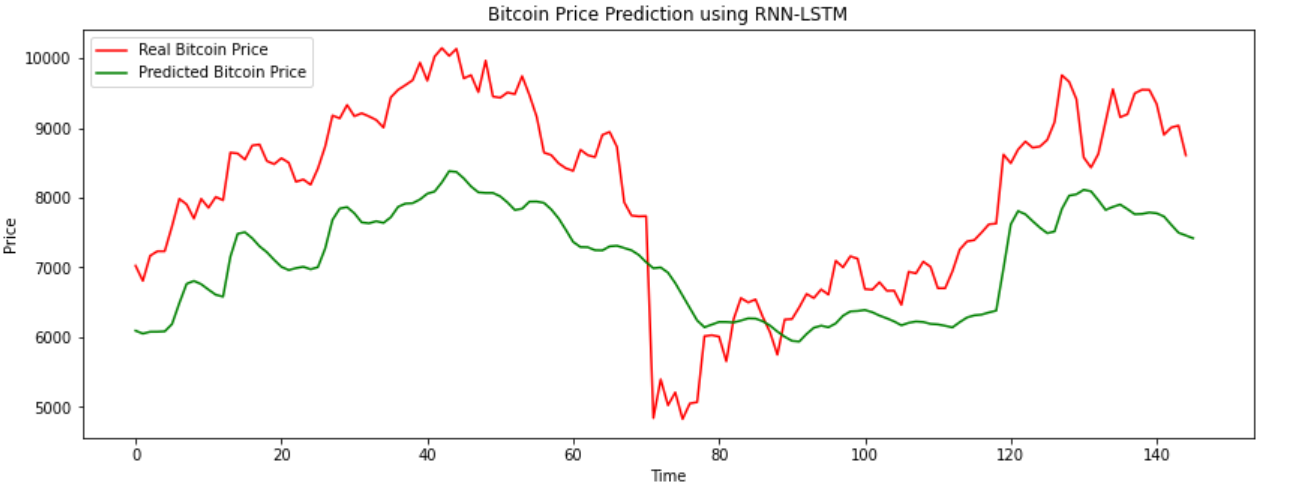 Bitcoin Price Prediction using RNN-LSTM
Real Bitcoin Price
Predicted Bitcoin Price
10000
9000
8000
7000
6000
5000
Price
0 20 40 60 80 100 120 140
Time